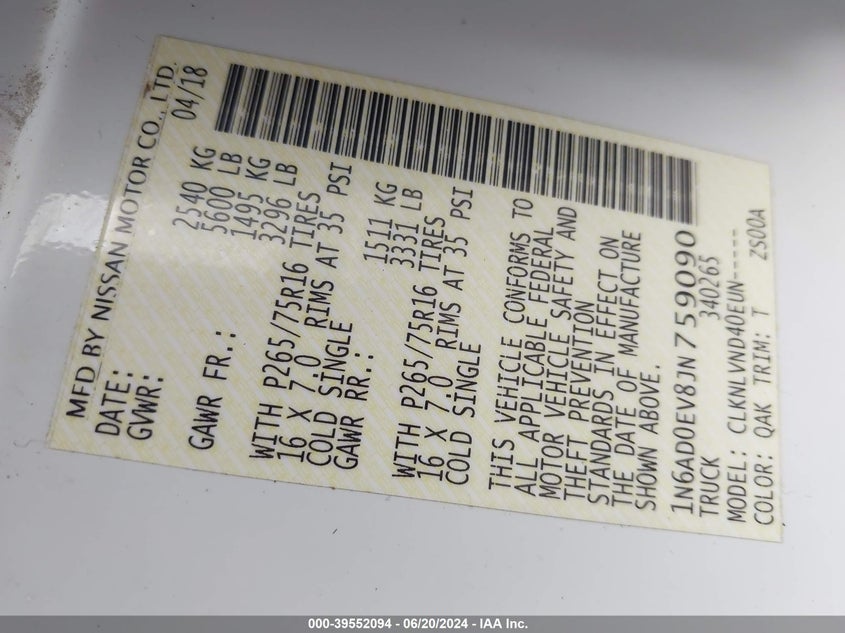 MFD BY NISSAN MOTOR CO., LTD.
DATE: 04/18
GVWR: 2540 KG
5600 LB
GAWR FR.: 1495 KG
3296 LB
WITH P265/75R16 TIRES
16 X 7.0 RIMS AT 35 PSI
COLD SINGLE
GAWR RR.: 1511 KG
3331 LB
WITH P265/75R16 TIRES
16 X 7.0 RIMS AT 35 PSI
COLD SINGLE
THIS VEHICLE CONFORMS TO
ALL APPLICABLE FEDERAL
MOTOR VEHICLE SAFETY AND
THEFT PREVENTION
STANDARDS IN EFFECT ON
THE DATE OF MANUFACTURE
SHOWN ABOVE.
1N6AD0EV8JN759090
TRUCK 340265
MODEL: CLKNLVND40EUN-----
COLOR: QAK TRIM: T ZS00A
000-39552094 - 06/20/2024 - IAA Inc.